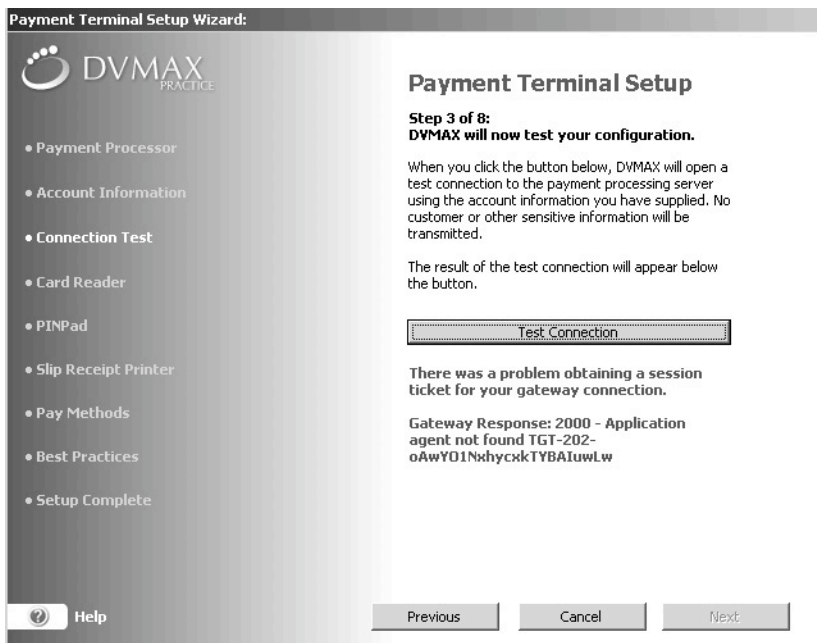 Payment Terminal Setup Wizard:
DVMAX
PRACTICE
• Payment Processor
• Account Information
• Connection Test
• Card Reader
• PINPad
• Slip Receipt Printer
• Pay Methods
• Best Practices
• Setup Complete
? Help
Payment Terminal Setup
Step 3 of 8:
DVMAX will now test your configuration.
When you click the button below, DVMAX will open a
test connection to the payment processing server
using the account information you have supplied. No
customer or other sensitive information will be
transmitted.
The result of the test connection will appear below
the button.
Test Connection
There was a problem obtaining a session
ticket for your gateway connection.
Gateway Response: 2000 - Application
agent not found TGT-202-
oAwYO1NxhycxkTYBAIuwLw
Previous
Cancel
Next